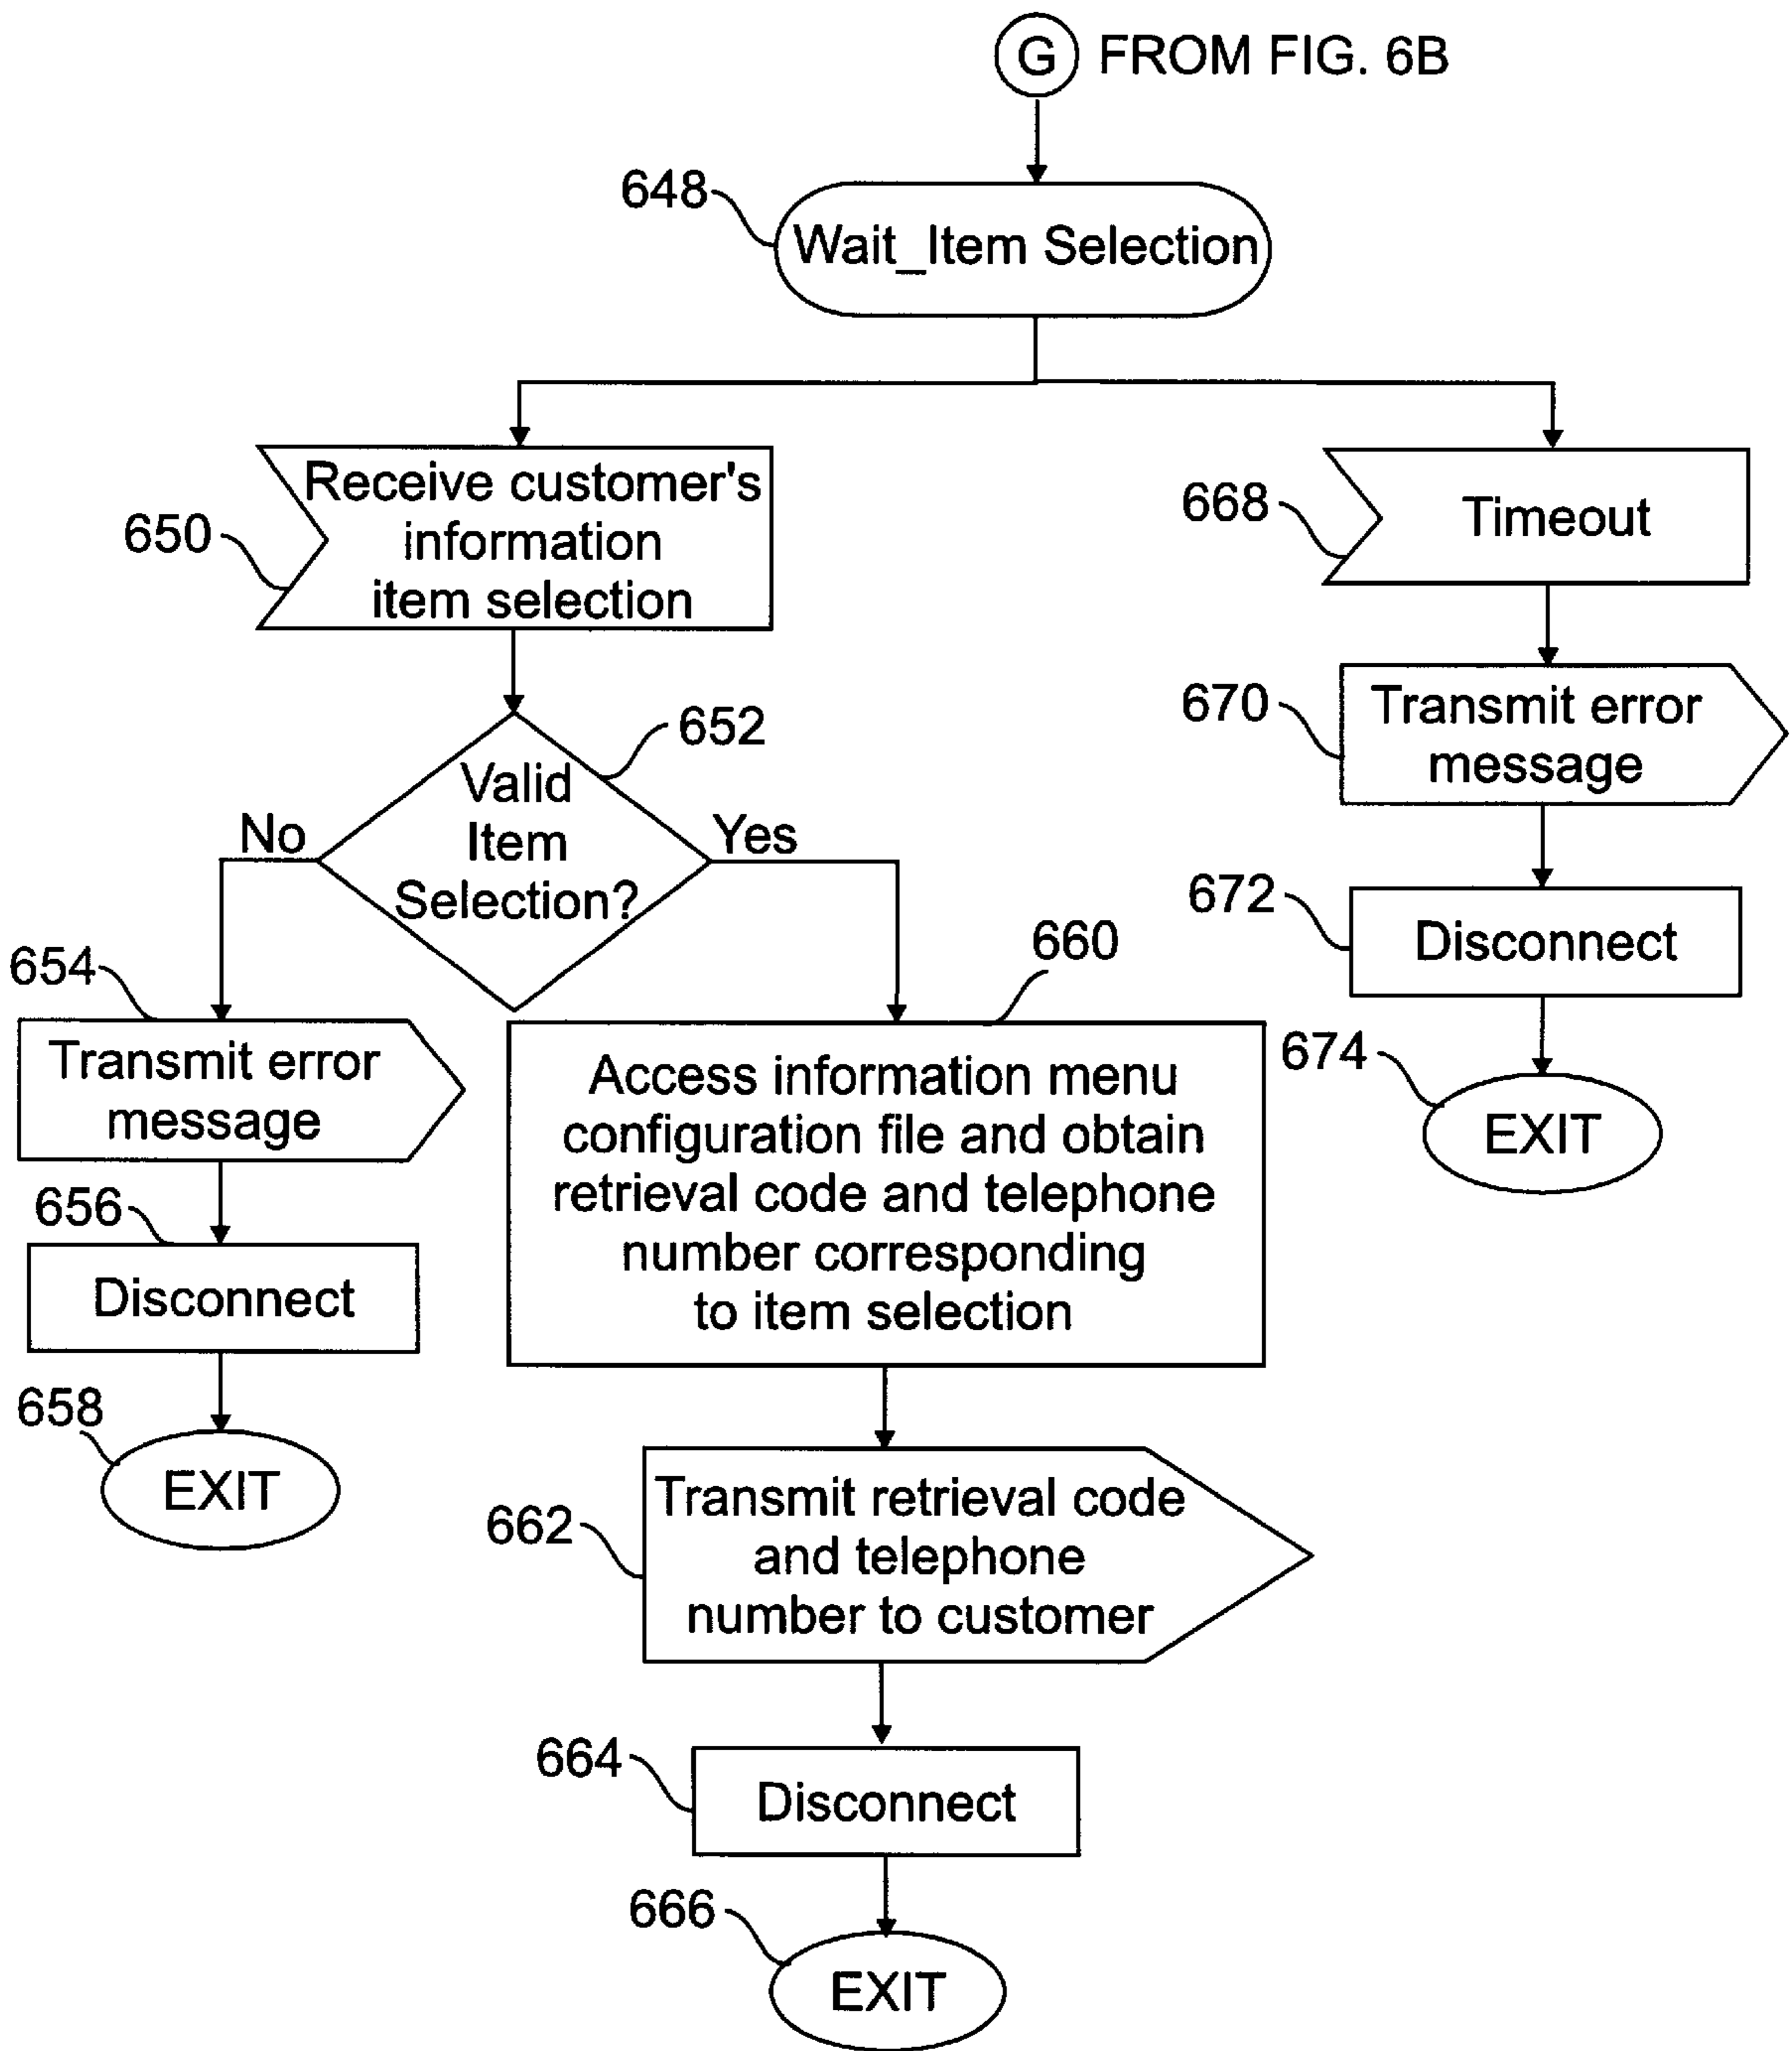 G FROM FIG. 6B
648
Wait_Item Selection
650
Receive customer's
information
item selection
668
Timeout
652
Valid
Item
Selection?
No
Yes
670
Transmit error
message
672
Disconnect
674
EXIT
654
Transmit error
message
656
Disconnect
658
EXIT
660
Access information menu
configuration file and obtain
retrieval code and telephone
number corresponding
to item selection
662
Transmit retrieval code
and telephone
number to customer
664
Disconnect
666
EXIT